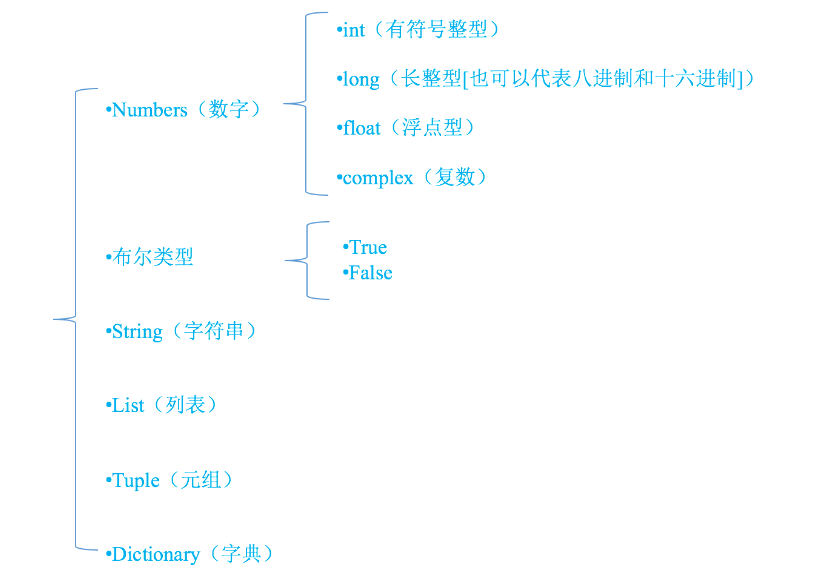 •int（有符号整型）
•long（长整型[也可以代表八进制和十六进制]）
•Numbers（数字）
•float（浮点型）
•complex（复数）
•布尔类型
•True
•False
•String（字符串）
•List（列表）
•Tuple（元组）
•Dictionary（字典）